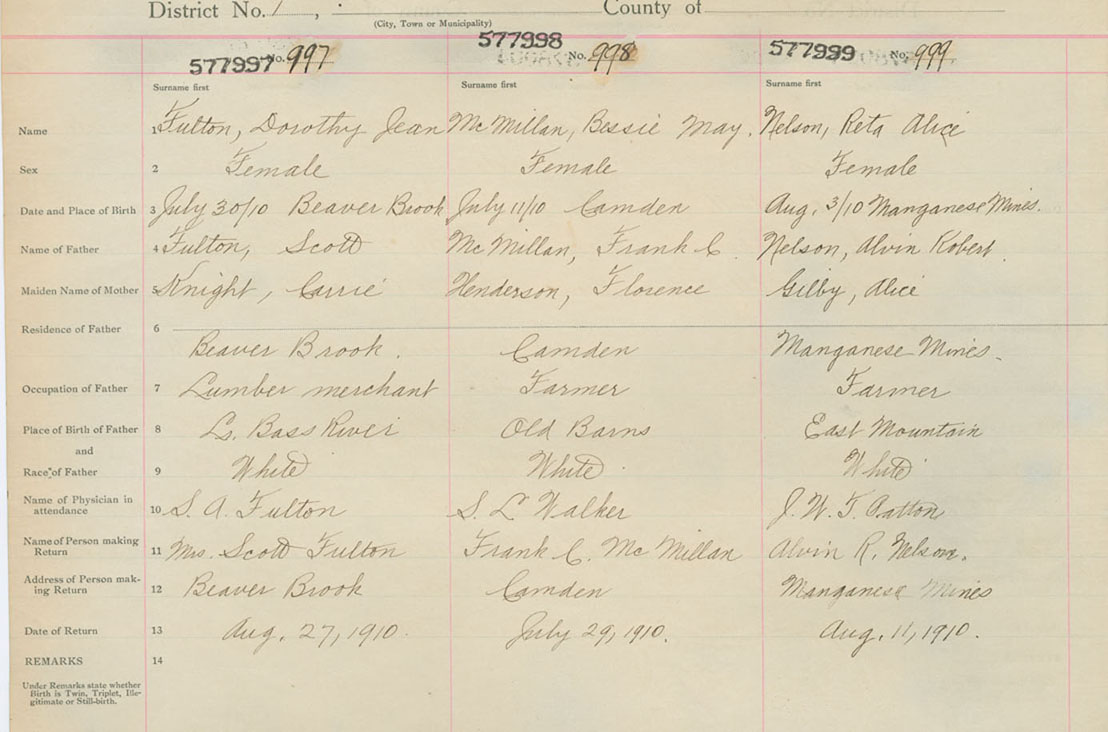 District No. 1 , County of
(City, Town or Municipality)
577997 No. 997 577998 No. 998 577999 No. 999
Surname first Surname first Surname first
Name 1 Fulton, Dorothy Jean McMillan, Bessie May. Nelson, Reta Alice
Sex 2 Female Female Female
Date and Place of Birth 3 July 30/10 Beaver Brook July 11/10 Camden Aug. 3/10 Manganese Mines.
Name of Father 4 Fulton, Scott McMillan, Frank C. Nelson, Alvin Robert.
Maiden Name of Mother 5 Knight, Carrie Henderson, Florence Gilby, Alice
Residence of Father 6
Beaver Brook. Camden Manganese Mines.
Occupation of Father 7 Lumber merchant Farmer Farmer
Place of Birth of Father 8 Lr. Bass River Old Barns East Mountain
and
Race of Father 9 White White White
Name of Physician in
attendance 10 S. A. Fulton S. L. Walker J. W. T. Patton
Name of Person making
Return 11 Mrs. Scott Fulton Frank C. McMillan Alvin R. Nelson.
Address of Person mak-
ing Return 12 Beaver Brook Camden Manganese Mines
Date of Return 13 Aug. 27, 1910. July 29, 1910. Aug. 11, 1910.
REMARKS 14
Under Remarks state whether
Birth is Twin, Triplet, Ille-
gitimate or Still-birth.